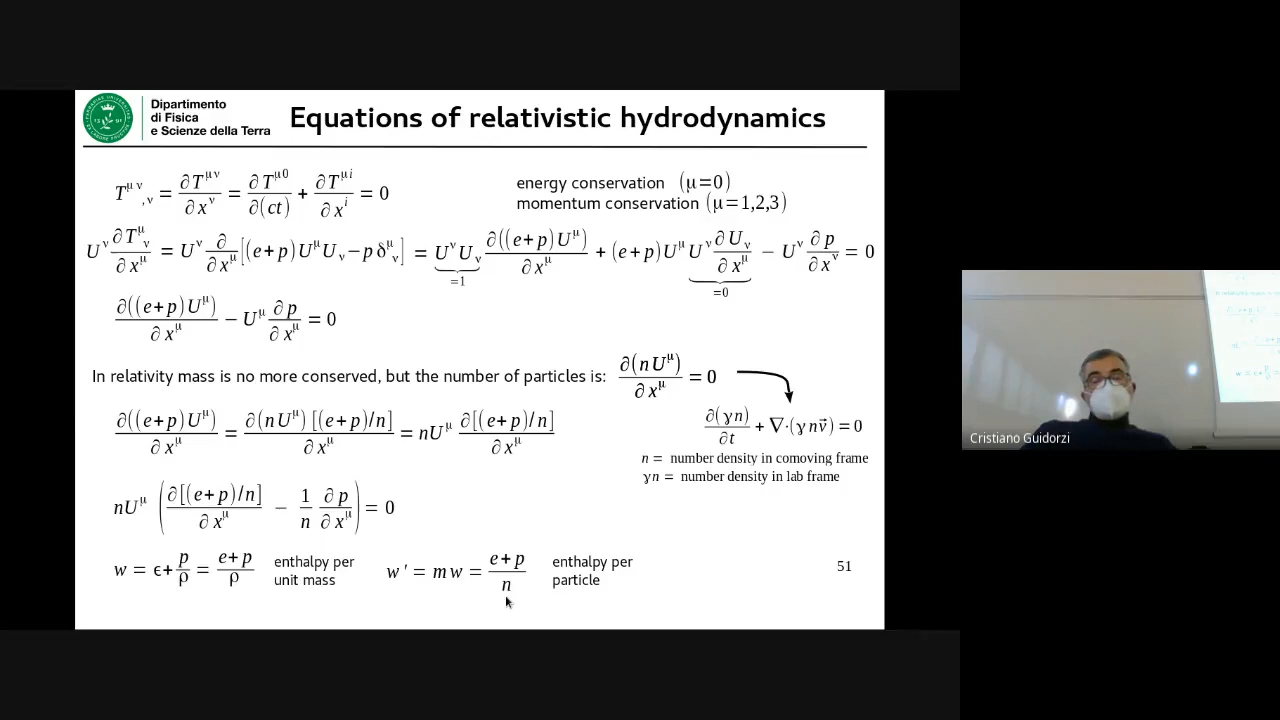 Dipartimento
di Fisica
e Scienze della Terra
Equations of relativistic hydrodynamics
T^{μν}_{,ν} = ∂T^{μν}/∂x^ν = ∂T^{μ0}/∂(ct) + ∂T^{μi}/∂x^i = 0
energy conservation (μ=0)
momentum conservation (μ=1,2,3)
U^ν ∂T^μ_ν/∂x^μ = U^ν ∂/∂x^μ [(e+p)U^μ U_ν − p δ^μ_ν] = U^ν U_ν ∂((e+p)U^μ)/∂x^μ + (e+p)U^μ U^ν ∂U_ν/∂x^μ − U^ν ∂p/∂x^ν = 0
=1
=0
∂((e+p)U^μ)/∂x^μ − U^μ ∂p/∂x^μ = 0
In relativity mass is no more conserved, but the number of particles is: ∂(nU^μ)/∂x^μ = 0
∂((e+p)U^μ)/∂x^μ = ∂(nU^μ)[(e+p)/n]/∂x^μ = nU^μ ∂[(e+p)/n]/∂x^μ
∂(γn)/∂t + ∇·(γn v⃗) = 0
n = number density in comoving frame
γn = number density in lab frame
nU^μ (∂[(e+p)/n]/∂x^μ − 1/n ∂p/∂x^μ) = 0
w = ϵ + p/ρ = (e+p)/ρ enthalpy per unit mass
w' = mw = (e+p)/n enthalpy per particle
51
Cristiano Guidorzi